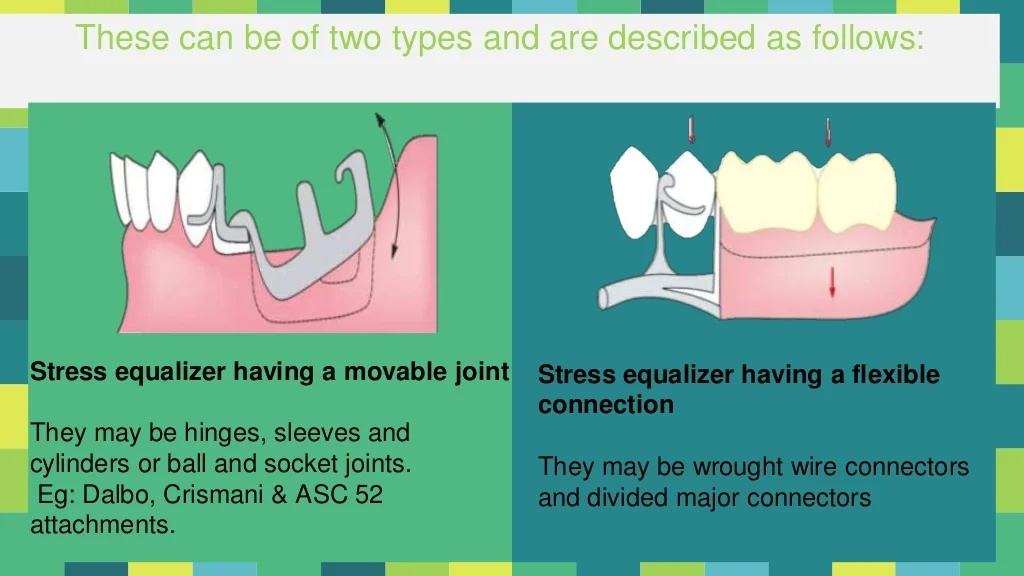 These can be of two types and are described as follows:
Stress equalizer having a movable joint
They may be hinges, sleeves and
cylinders or ball and socket joints.
Eg: Dalbo, Crismani & ASC 52
attachments.
Stress equalizer having a flexible
connection
They may be wrought wire connectors
and divided major connectors